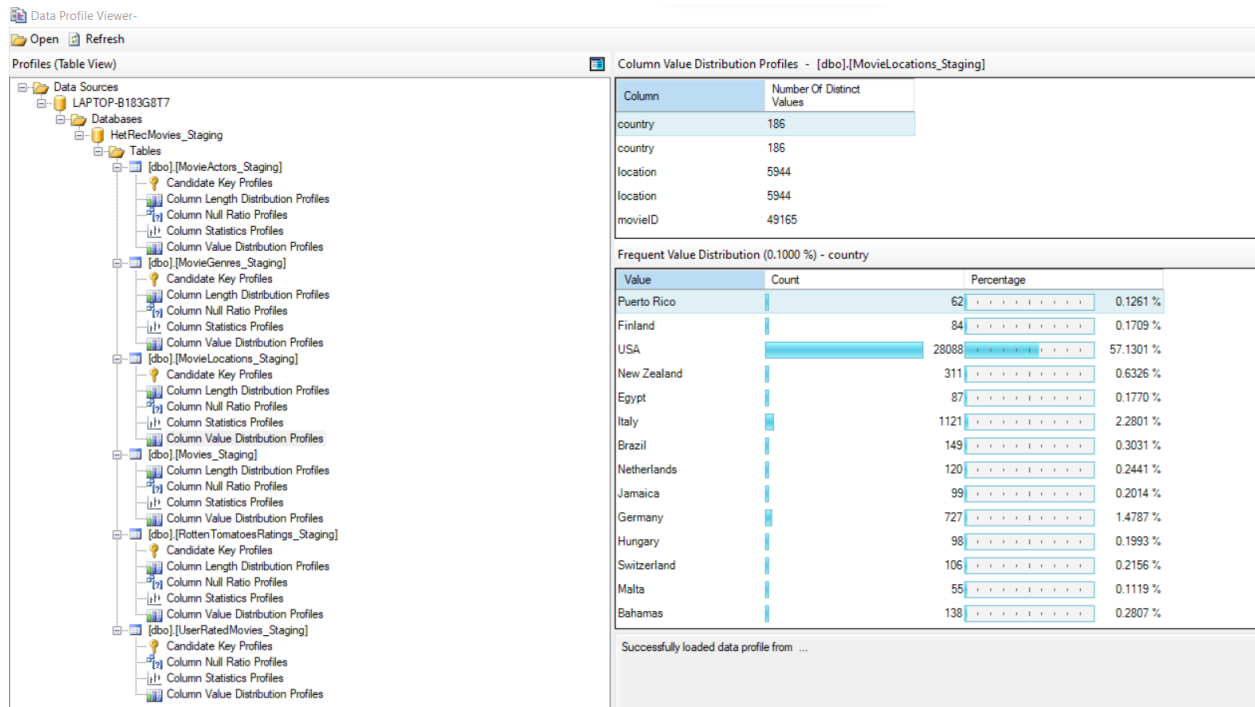 Data Profile Viewer-
Open Refresh
Profiles (Table View)
Data Sources
LAPTOP-B183G8T7
Databases
HetRecMovies_Staging
Tables
[dbo].[MovieActors_Staging]
Candidate Key Profiles
Column Length Distribution Profiles
Column Null Ratio Profiles
Column Statistics Profiles
Column Value Distribution Profiles
[dbo].[MovieGenres_Staging]
Candidate Key Profiles
Column Length Distribution Profiles
Column Null Ratio Profiles
Column Statistics Profiles
Column Value Distribution Profiles
[dbo].[MovieLocations_Staging]
Candidate Key Profiles
Column Length Distribution Profiles
Column Null Ratio Profiles
Column Statistics Profiles
Column Value Distribution Profiles
[dbo].[Movies_Staging]
Column Length Distribution Profiles
Column Null Ratio Profiles
Column Statistics Profiles
Column Value Distribution Profiles
[dbo].[RottenTomatoesRatings_Staging]
Candidate Key Profiles
Column Length Distribution Profiles
Column Null Ratio Profiles
Column Statistics Profiles
Column Value Distribution Profiles
[dbo].[UserRatedMovies_Staging]
Candidate Key Profiles
Column Null Ratio Profiles
Column Statistics Profiles
Column Value Distribution Profiles
Column Value Distribution Profiles - [dbo].[MovieLocations_Staging]
Column Number Of Distinct
Values
country 186
country 186
location 5944
location 5944
movieID 49165
Frequent Value Distribution (0.1000 %) - country
Value Count Percentage
Puerto Rico 62 0.1261 %
Finland 84 0.1709 %
USA 28088 57.1301 %
New Zealand 311 0.6326 %
Egypt 87 0.1770 %
Italy 1121 2.2801 %
Brazil 149 0.3031 %
Netherlands 120 0.2441 %
Jamaica 99 0.2014 %
Germany 727 1.4787 %
Hungary 98 0.1993 %
Switzerland 106 0.2156 %
Malta 55 0.1119 %
Bahamas 138 0.2807 %
Successfully loaded data profile from ...